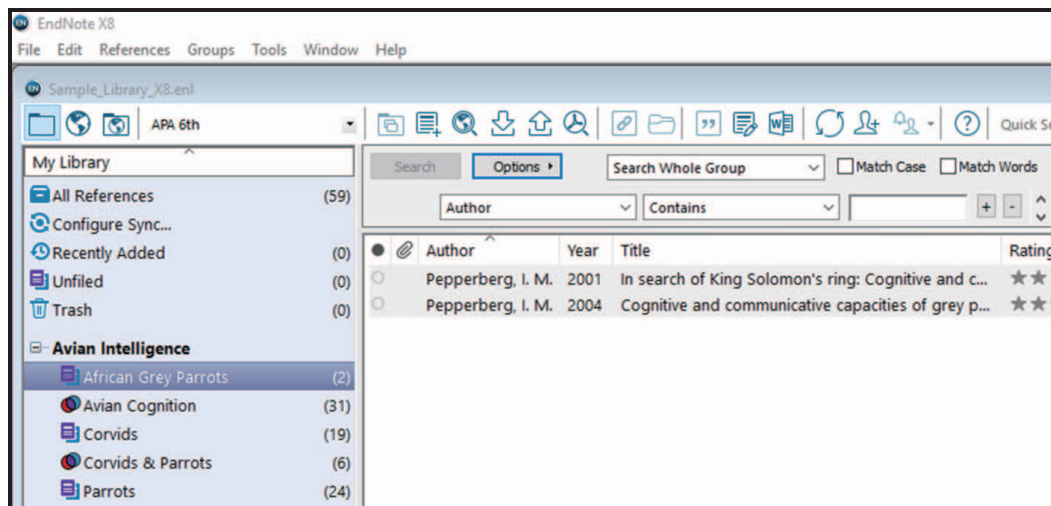 EndNote X8
File Edit References Groups Tools Window Help
Sample_Library_X8.enl
APA 6th
Quick Se
My Library
All References (59)
Configure Sync...
Recently Added (0)
Unfiled (0)
Trash (0)
Avian Intelligence
African Grey Parrots (2)
Avian Cognition (31)
Corvids (19)
Corvids & Parrots (6)
Parrots (24)
Search Options Search Whole Group Match Case Match Words
Author Contains + -
Author Year Title Rating
Pepperberg, I. M. 2001 In search of King Solomon's ring: Cognitive and c...
Pepperberg, I. M. 2004 Cognitive and communicative capacities of grey p...